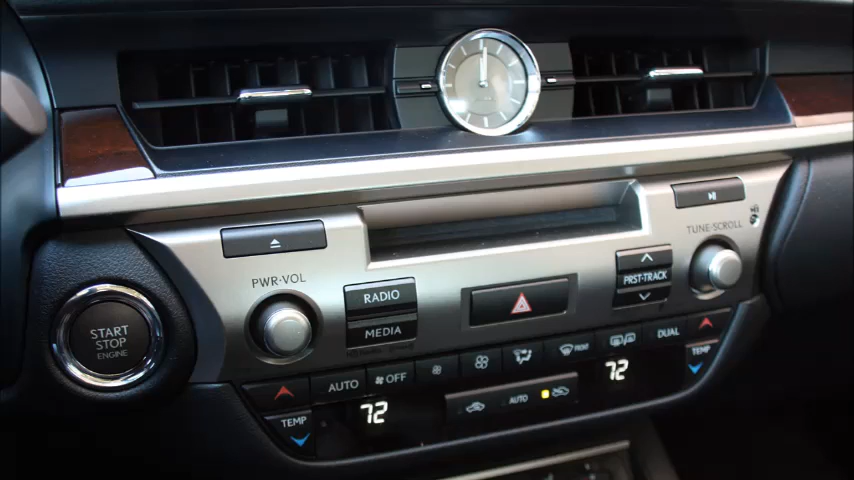 TUNE·SCROLL
PWR·VOL
RADIO
PRST·TRACK
MEDIA
START
STOP
ENGINE
AUTO
OFF
FRONT
DUAL
TEMP
72
AUTO
72
TEMP